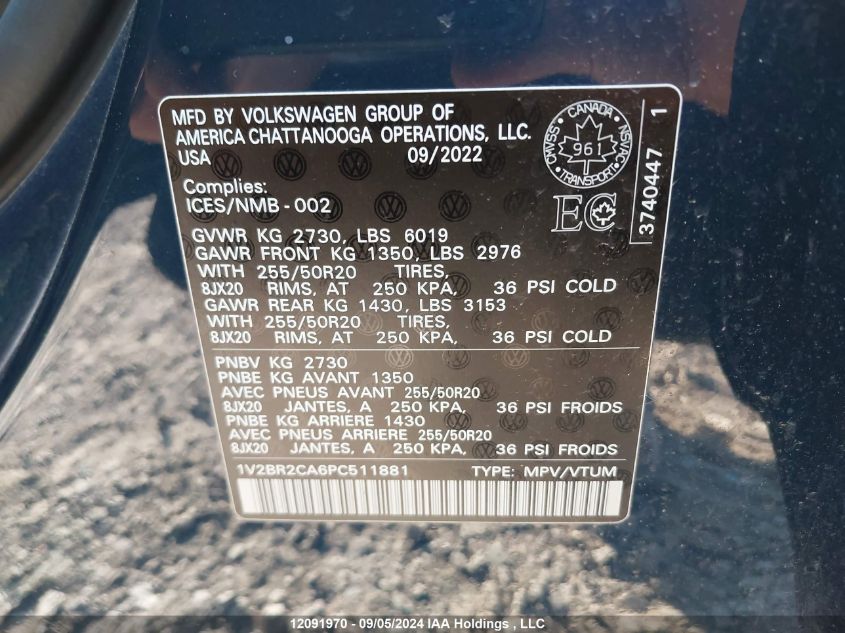 MFD BY VOLKSWAGEN GROUP OF
AMERICA CHATTANOOGA OPERATIONS, LLC.
USA 09/2022
CANADA
CMVSS 961 NSVAC
TRANSPORT
3740447 1
Complies:
ICES/NMB-002
EC
GVWR KG 2730, LBS 6019
GAWR FRONT KG 1350, LBS 2976
WITH 255/50R20 TIRES,
8JX20 RIMS, AT 250 KPA, 36 PSI COLD
GAWR REAR KG 1430, LBS 3153
WITH 255/50R20 TIRES,
8JX20 RIMS, AT 250 KPA, 36 PSI COLD
PNBV KG 2730
PNBE KG AVANT 1350
AVEC PNEUS AVANT 255/50R20
8JX20 JANTES, A 250 KPA, 36 PSI FROIDS
PNBE KG ARRIERE 1430
AVEC PNEUS ARRIERE 255/50R20
8JX20 JANTES, A 250 KPA, 36 PSI FROIDS
1V2BR2CA6PC511881 TYPE: MPV/VTUM
12091970 - 09/05/2024 IAA Holdings , LLC